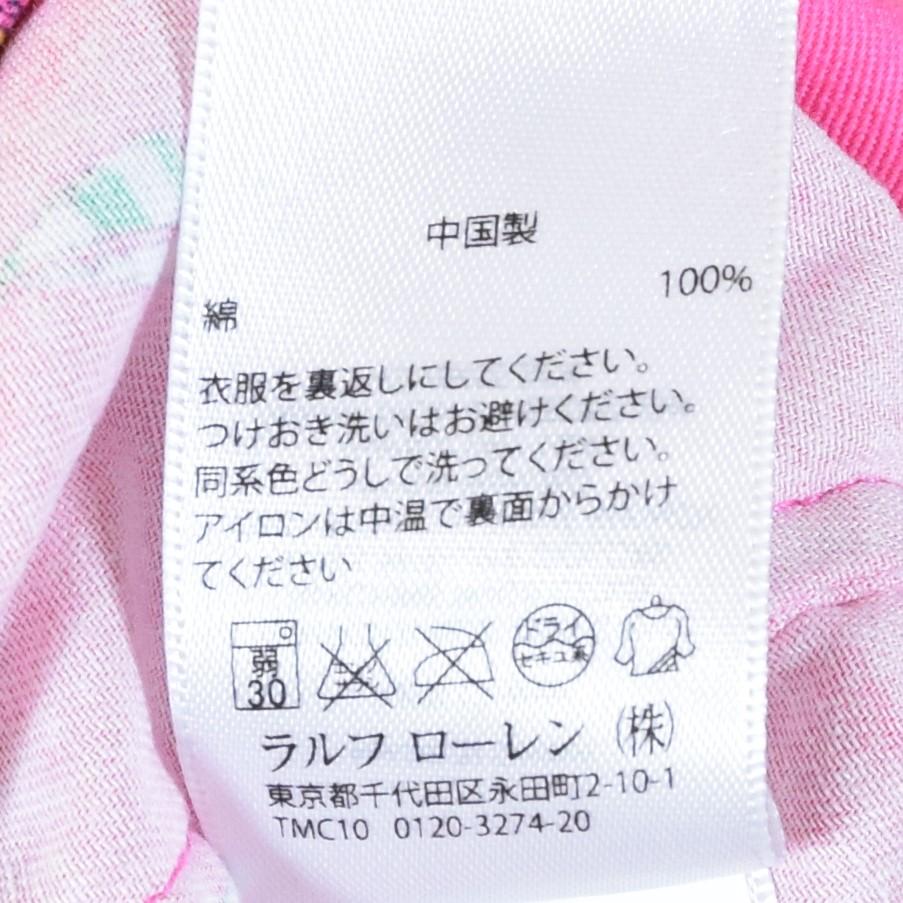 中国製
100%
綿
衣服を裏返しにしてください。
つけおき洗いはお避けください。
同系色どうしで洗ってください。
アイロンは中温で裏面からかけ
てください
弱
30
ドライ
セキユ系
ラルフ ローレン ㈱
東京都千代田区永田町2-10-1
TMC10 0120-3274-20